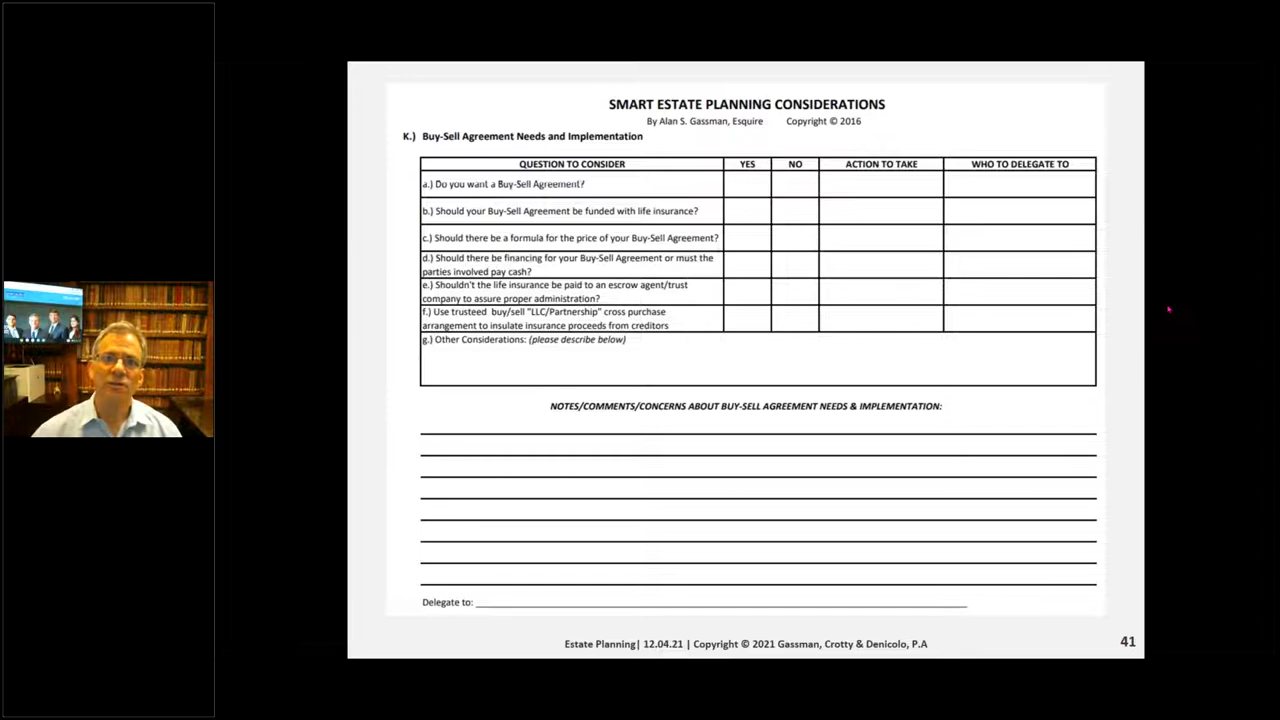 SMART ESTATE PLANNING CONSIDERATIONS
By Alan S. Gassman, Esquire Copyright © 2016
K.) Buy-Sell Agreement Needs and Implementation
QUESTION TO CONSIDER YES NO ACTION TO TAKE WHO TO DELEGATE TO
a.) Do you want a Buy-Sell Agreement?
b.) Should your Buy-Sell Agreement be funded with life insurance?
c.) Should there be a formula for the price of your Buy-Sell Agreement?
d.) Should there be financing for your Buy-Sell Agreement or must the
parties involved pay cash?
e.) Shouldn't the life insurance be paid to an escrow agent/trust
company to assure proper administration?
f.) Use trusteed buy/sell "LLC/Partnership" cross purchase
arrangement to insulate insurance proceeds from creditors
g.) Other Considerations: (please describe below)
NOTES/COMMENTS/CONCERNS ABOUT BUY-SELL AGREEMENT NEEDS & IMPLEMENTATION:
Delegate to:
Estate Planning| 12.04.21 | Copyright © 2021 Gassman, Crotty & Denicolo, P.A
41